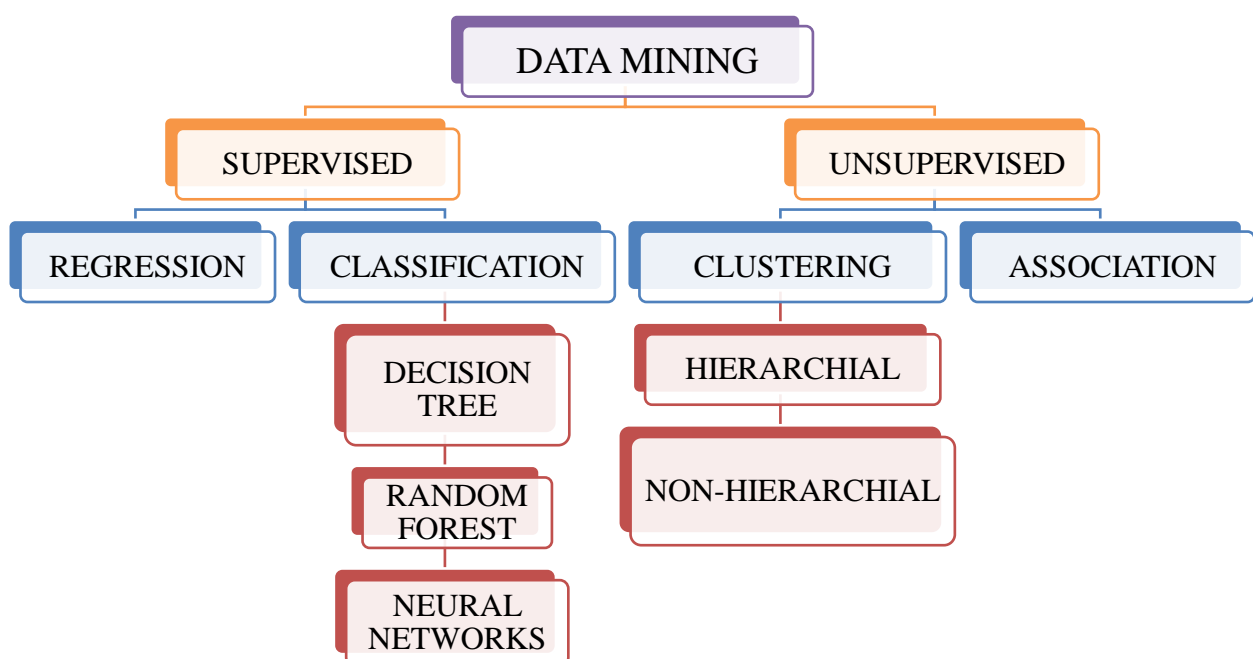 DATA MINING
SUPERVISED
UNSUPERVISED
REGRESSION
CLASSIFICATION
CLUSTERING
ASSOCIATION
DECISION
TREE
HIERARCHIAL
RANDOM
FOREST
NON-HIERARCHIAL
NEURAL
NETWORKS